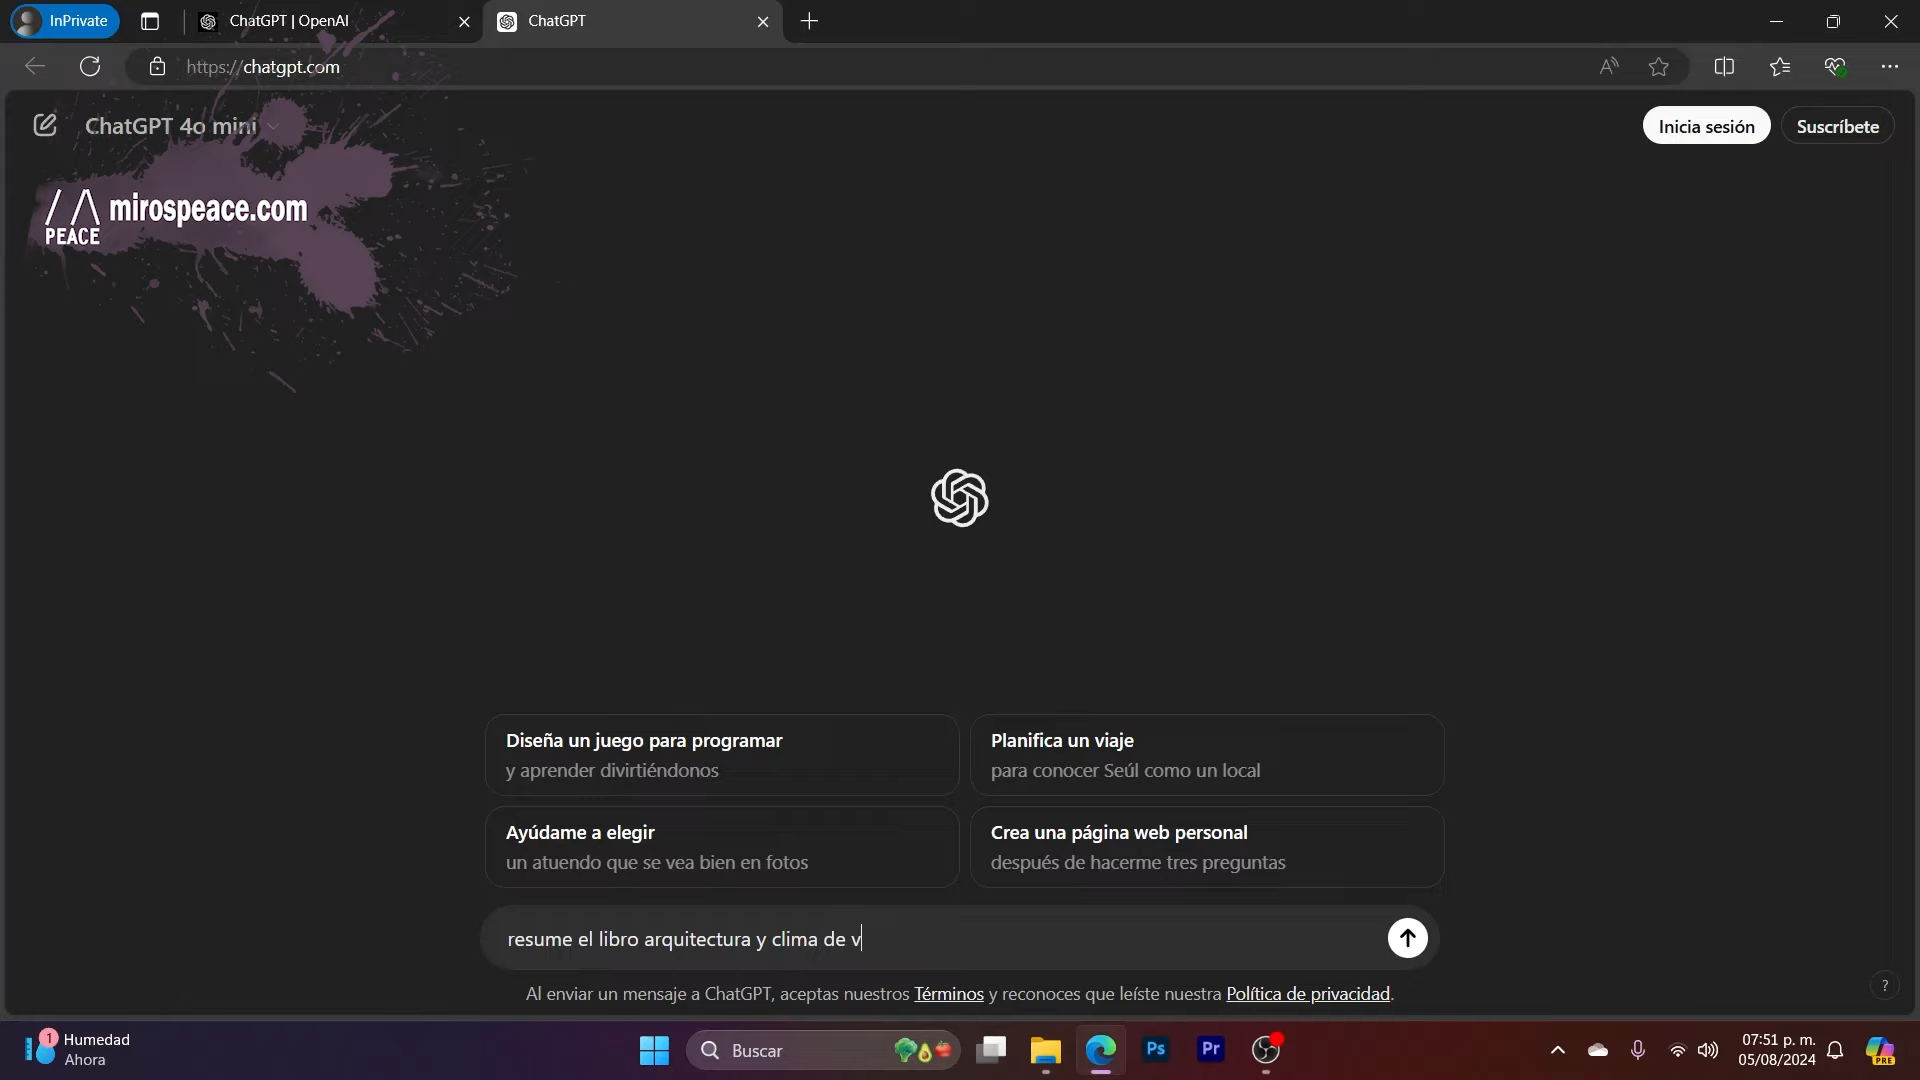 InPrivate
ChatGPT | OpenAI
ChatGPT
https://chatgpt.com
ChatGPT 4o mini
Inicia sesión
Suscríbete
mirospeace.com
PEACE
Diseña un juego para programar
y aprender divirtiéndonos
Planifica un viaje
para conocer Seúl como un local
Ayúdame a elegir
un atuendo que se vea bien en fotos
Crea una página web personal
después de hacerme tres preguntas
resume el libro arquitectura y clima de v
Al enviar un mensaje a ChatGPT, aceptas nuestros Términos y reconoces que leíste nuestra Política de privacidad.
?
1
Humedad
Ahora
Buscar
Ps
Pr
07:51 p. m.
05/08/2024
PRE